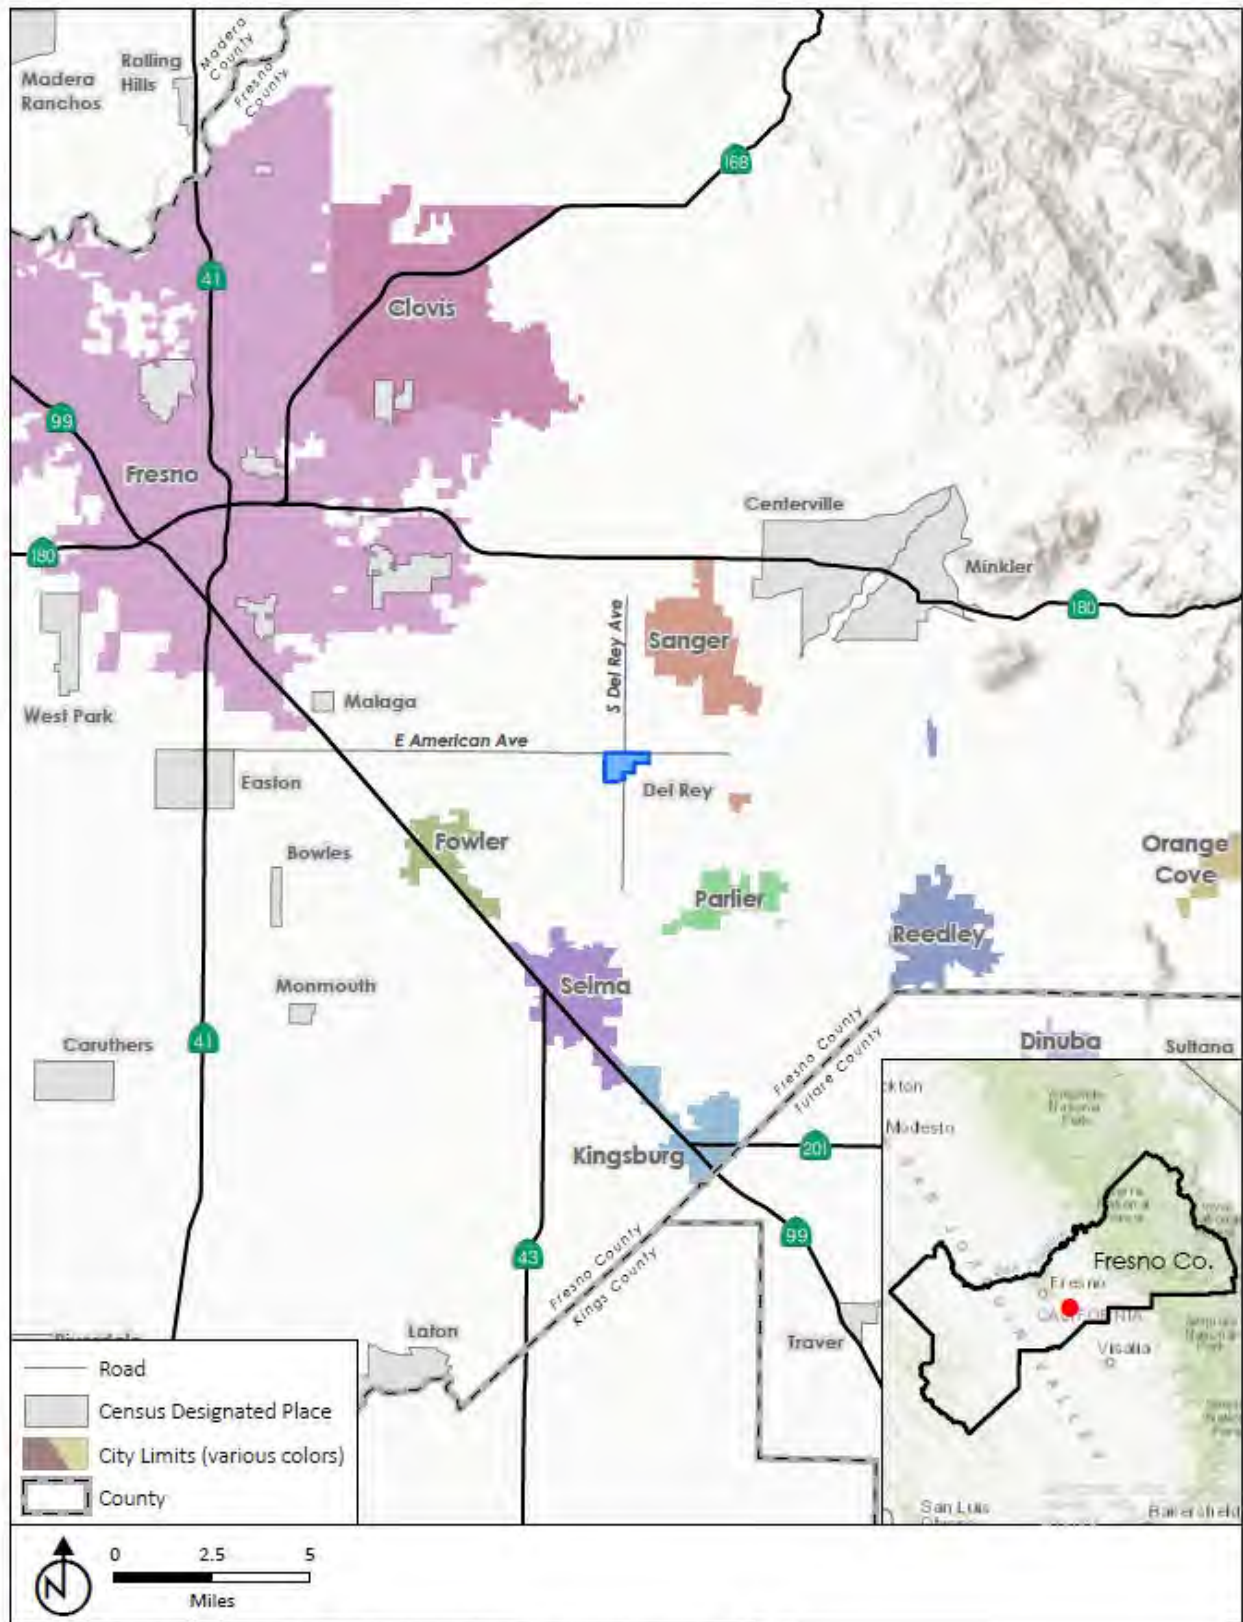 Madera
County
Fresno
County
Rolling
Hills
Madera
Ranchos
168
41
Clovis
99
Fresno
Centerville
180
Minkler
180
S Del Rey Ave
Sanger
West Park
Malaga
E American Ave
Easton
Del Rey
Fowler
Orange
Cove
Bowles
Parlier
Reedley
Selma
Monmouth
Caruthers
41
Fresno County
Tulare County
Dinuba
Sultana
Kingsburg
201
99
43
Fresno County
Kings County
Laton
Traver
Road
Census Designated Place
City Limits (various colors)
County
Modesto
Fresno Co.
Fresno
CALIFORNIA
Visalia
San Luis
Bakersfield
N
0 2.5 5
Miles